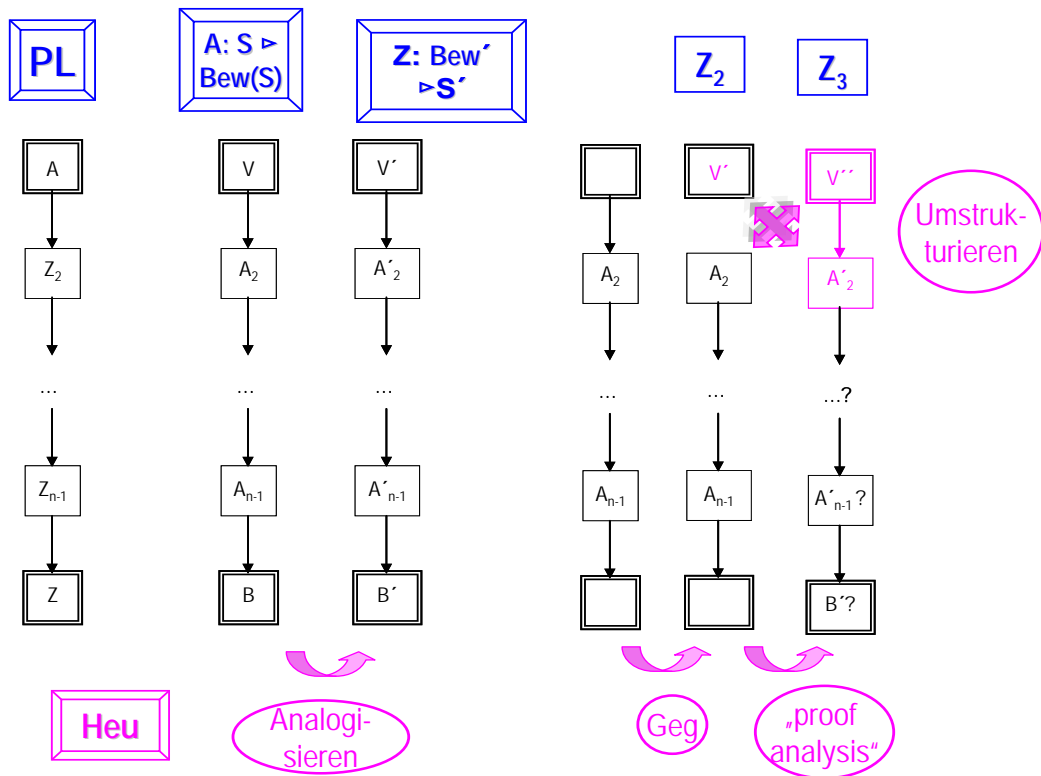 PL
A: S ▻
Bew(S)
Z: Bew´
▻S´
Z2
Z3
A
V
V´
V´
V´´
Umstruk-
turieren
Z2
A2
A´2
A2
A2
A´2
...
...
...
...
...
...?
Zn-1
An-1
A´n-1
An-1
An-1
A´n-1?
Z
B
B´
B´?
Heu
Analogi-
sieren
Geg
„proof
analysis“